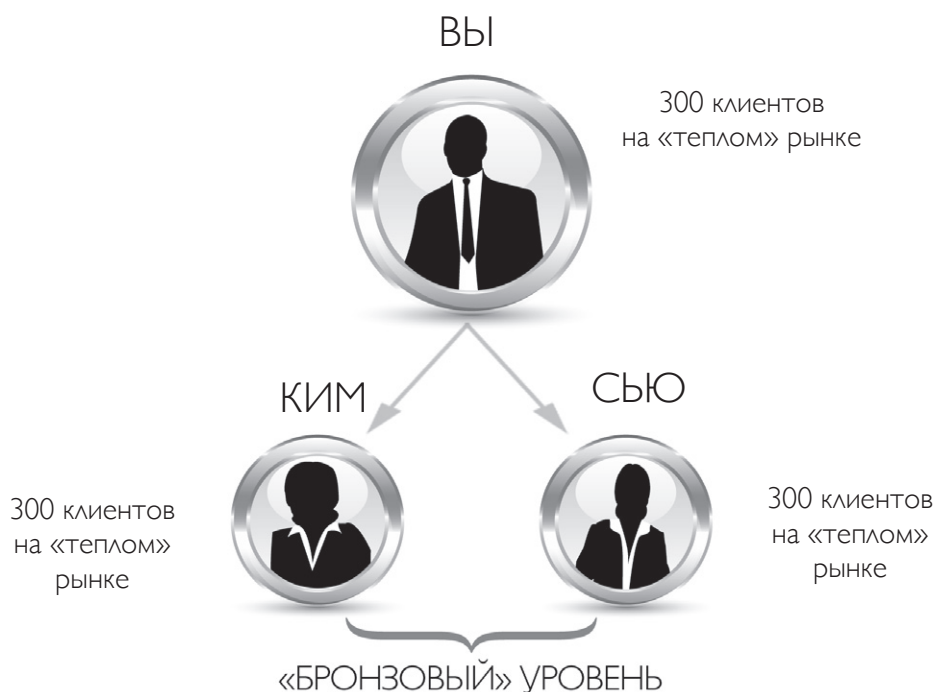 ВЫ
300 клиентов
на «теплом» рынке
КИМ
СЬЮ
300 клиентов
на «теплом»
рынке
300 клиентов
на «теплом»
рынке
«БРОНЗОВЫЙ» УРОВЕНЬ